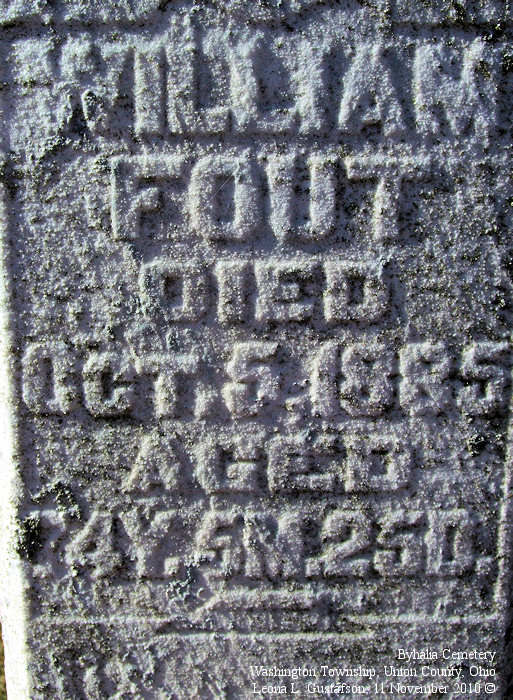 WILLIAM
FOUT
DIED
OCT. 5, 1885
AGED
74Y. 5M. 25D.
Byhalia Cemetery
Washington Township, Union County, Ohio
Leona L. Gustafson, 11 November 2010 ©